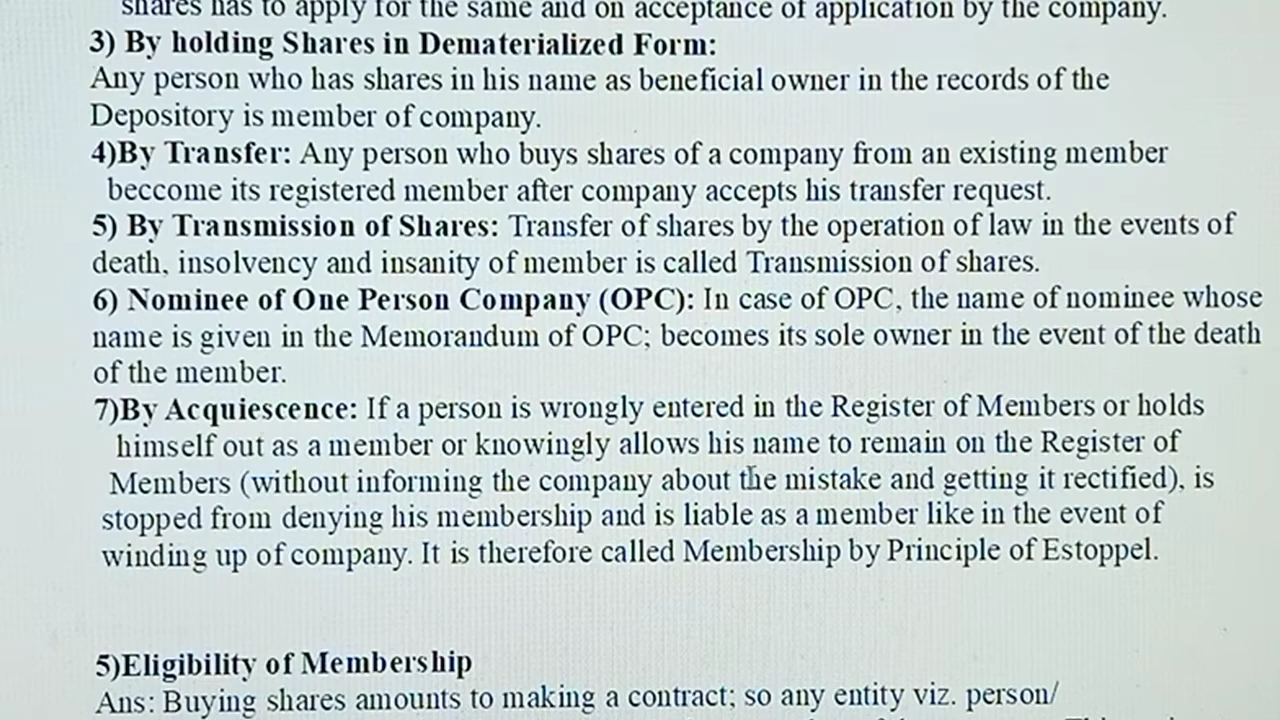 shares has to apply for the same and on acceptance of application by the company.
3) By holding Shares in Dematerialized Form:
Any person who has shares in his name as beneficial owner in the records of the
Depository is member of company.
4)By Transfer: Any person who buys shares of a company from an existing member
beccome its registered member after company accepts his transfer request.
5) By Transmission of Shares: Transfer of shares by the operation of law in the events of
death, insolvency and insanity of member is called Transmission of shares.
6) Nominee of One Person Company (OPC): In case of OPC, the name of nominee whose
name is given in the Memorandum of OPC; becomes its sole owner in the event of the death
of the member.
7)By Acquiescence: If a person is wrongly entered in the Register of Members or holds
himself out as a member or knowingly allows his name to remain on the Register of
Members (without informing the company about the mistake and getting it rectified), is
stopped from denying his membership and is liable as a member like in the event of
winding up of company. It is therefore called Membership by Principle of Estoppel.
5)Eligibility of Membership
Ans: Buying shares amounts to making a contract; so any entity viz. person/